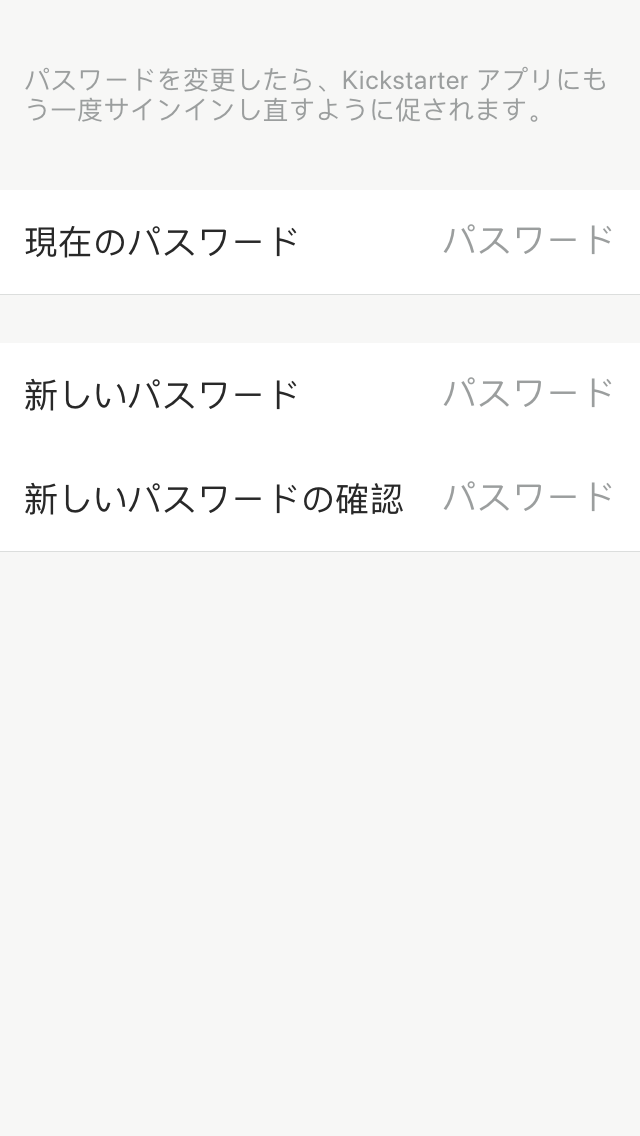 パスワードを変更したら、Kickstarter アプリにも
う一度サインインし直すように促されます。
現在のパスワード パスワード
新しいパスワード パスワード
新しいパスワードの確認 パスワード